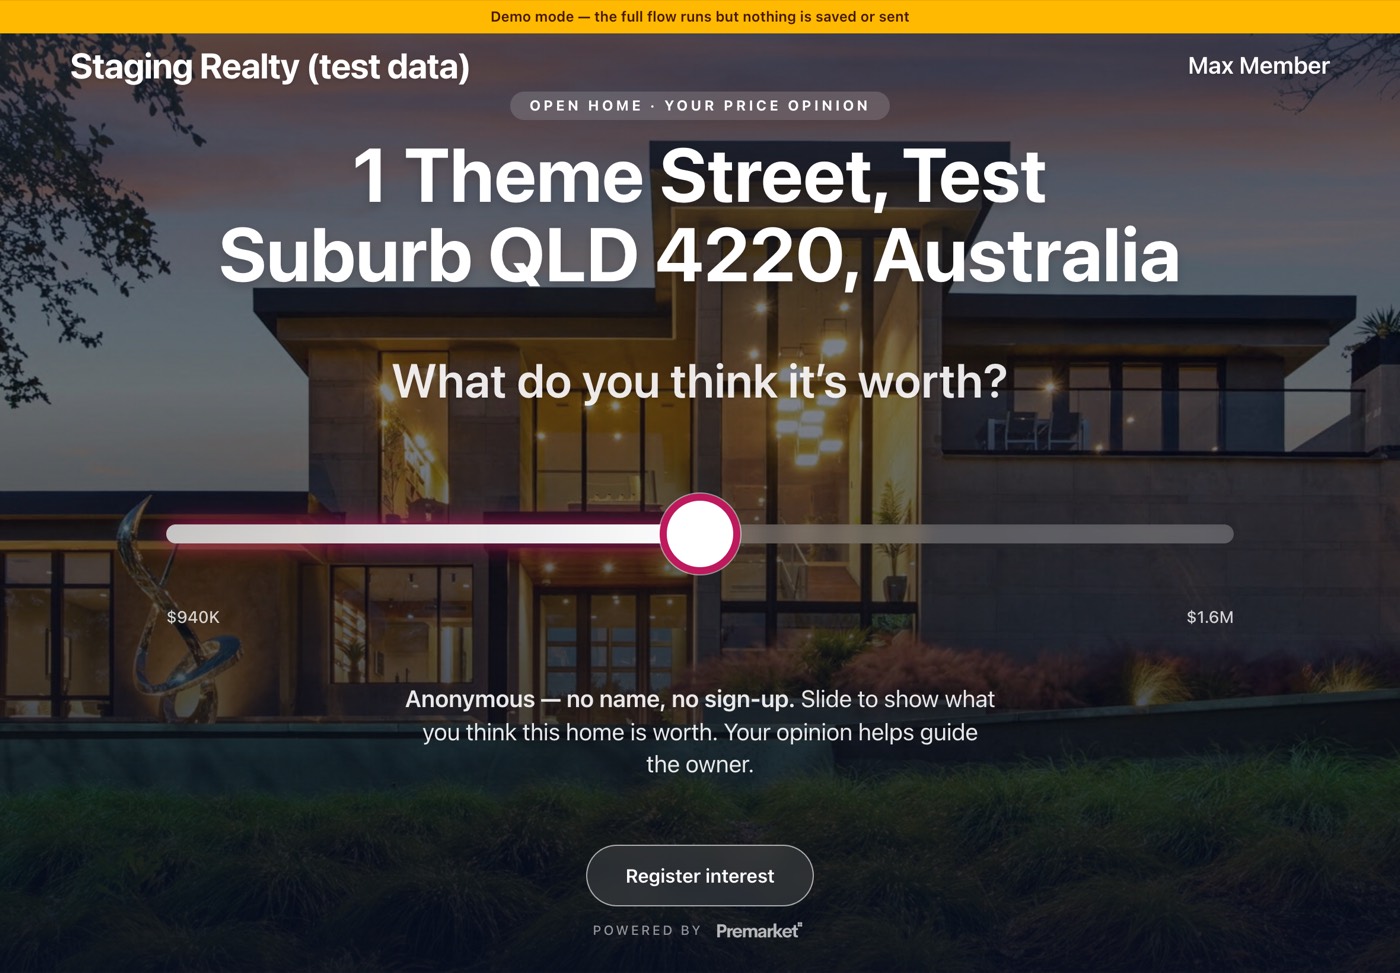 Demo mode — the full flow runs but nothing is saved or sent
Staging Realty (test data)
Max Member
OPEN HOME · YOUR PRICE OPINION
1 Theme Street, Test
Suburb QLD 4220, Australia
What do you think it’s worth?
$940K
$1.6M
Anonymous — no name, no sign-up. Slide to show what
you think this home is worth. Your opinion helps guide
the owner.
Register interest
POWERED BY Premarket